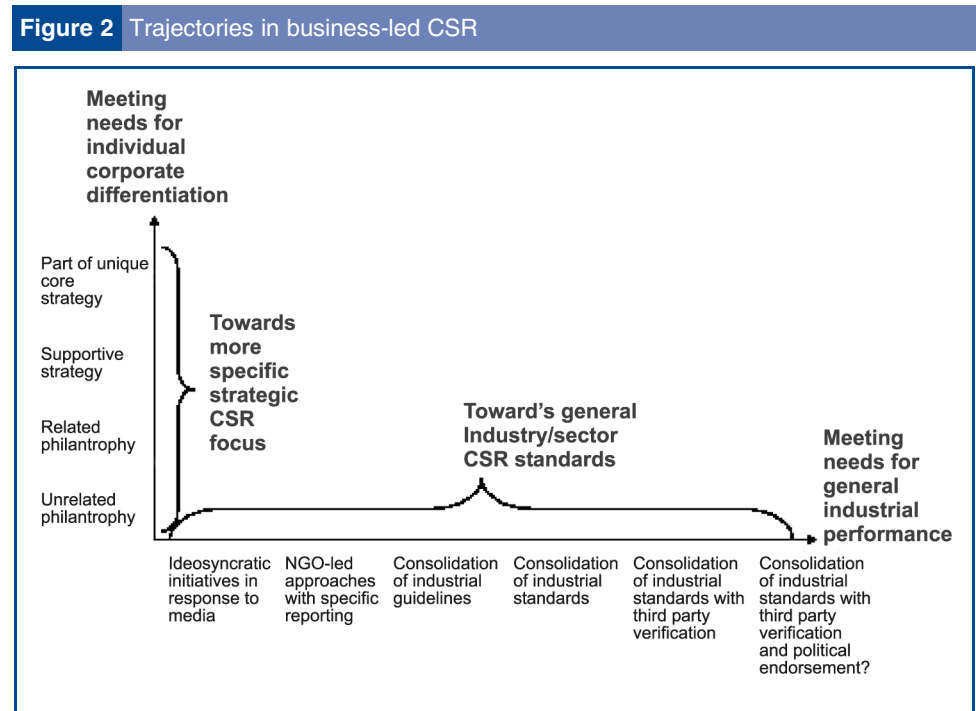 Figure 2 Trajectories in business-led CSR
Meeting
needs for
individual
corporate
differentiation
Part of unique
core
strategy
Supportive
strategy
Related
philantrophy
Unrelated
philantrophy
Towards
more
specific
strategic
CSR
focus
Toward's general
Industry/sector
CSR standards
Meeting
needs for
general
industrial
performance
Ideosyncratic
initiatives in
response to
media
NGO-led
approaches
with specific
reporting
Consolidation
of industrial
guidelines
Consolidation
of industrial
standards
Consolidation
of industrial
standards with
third party
verification
Consolidation
of industrial
standards with
third party
verification
and political
endorsement?